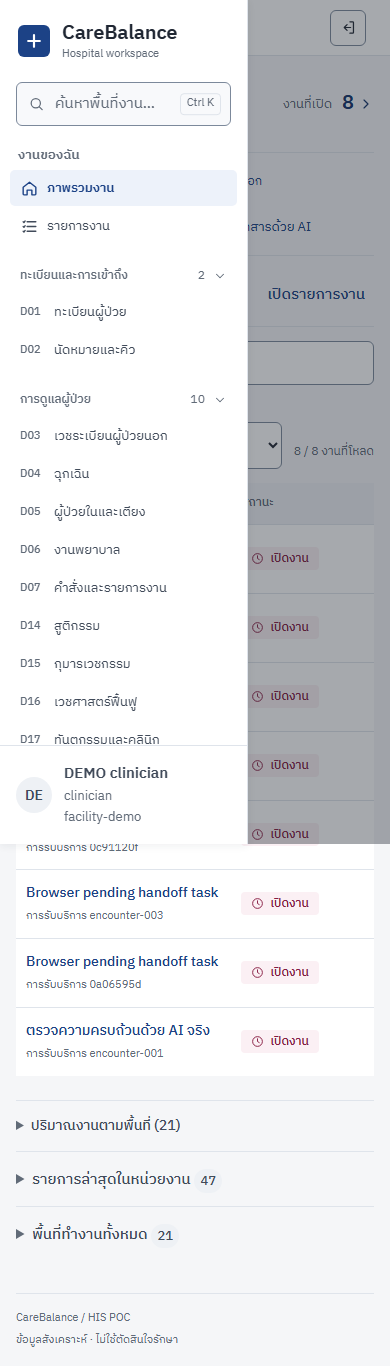 CareBalance
Hospital workspace
ค้นหาพื้นที่งาน... Ctrl K
งานของฉัน
ภาพรวมงาน
รายการงาน
ทะเบียนและการเข้าถึง 2
D01 ทะเบียนผู้ป่วย
D02 นัดหมายและคิว
การดูแลผู้ป่วย 10
D03 เวชระเบียนผู้ป่วยนอก
D04 ฉุกเฉิน
D05 ผู้ป่วยในและเตียง
D06 งานพยาบาล
D07 คำสั่งและรายการงาน
D14 สูติกรรม
D15 กุมารเวชกรรม
D16 เวชศาสตร์ฟื้นฟู
D17 ทันตกรรมและคลินิก
DE DEMO clinician
clinician
facility-demo
งานที่เปิด 8
ด้วย AI
เปิดรายการงาน
8 / 8 งานที่โหลด
เปิดงาน
เปิดงาน
เปิดงาน
เปิดงาน
เปิดงาน
การรับบริการ 0c91120f
Browser pending handoff task เปิดงาน
การรับบริการ encounter-003
Browser pending handoff task เปิดงาน
การรับบริการ 0a06595d
ตรวจความครบถ้วนด้วย AI จริง เปิดงาน
การรับบริการ encounter-001
ปริมาณงานตามพื้นที่ (21)
รายการล่าสุดในหน่วยงาน 47
พื้นที่ทำงานทั้งหมด 21
CareBalance / HIS POC
ข้อมูลสังเคราะห์ · ไม่ใช้ตัดสินใจรักษา